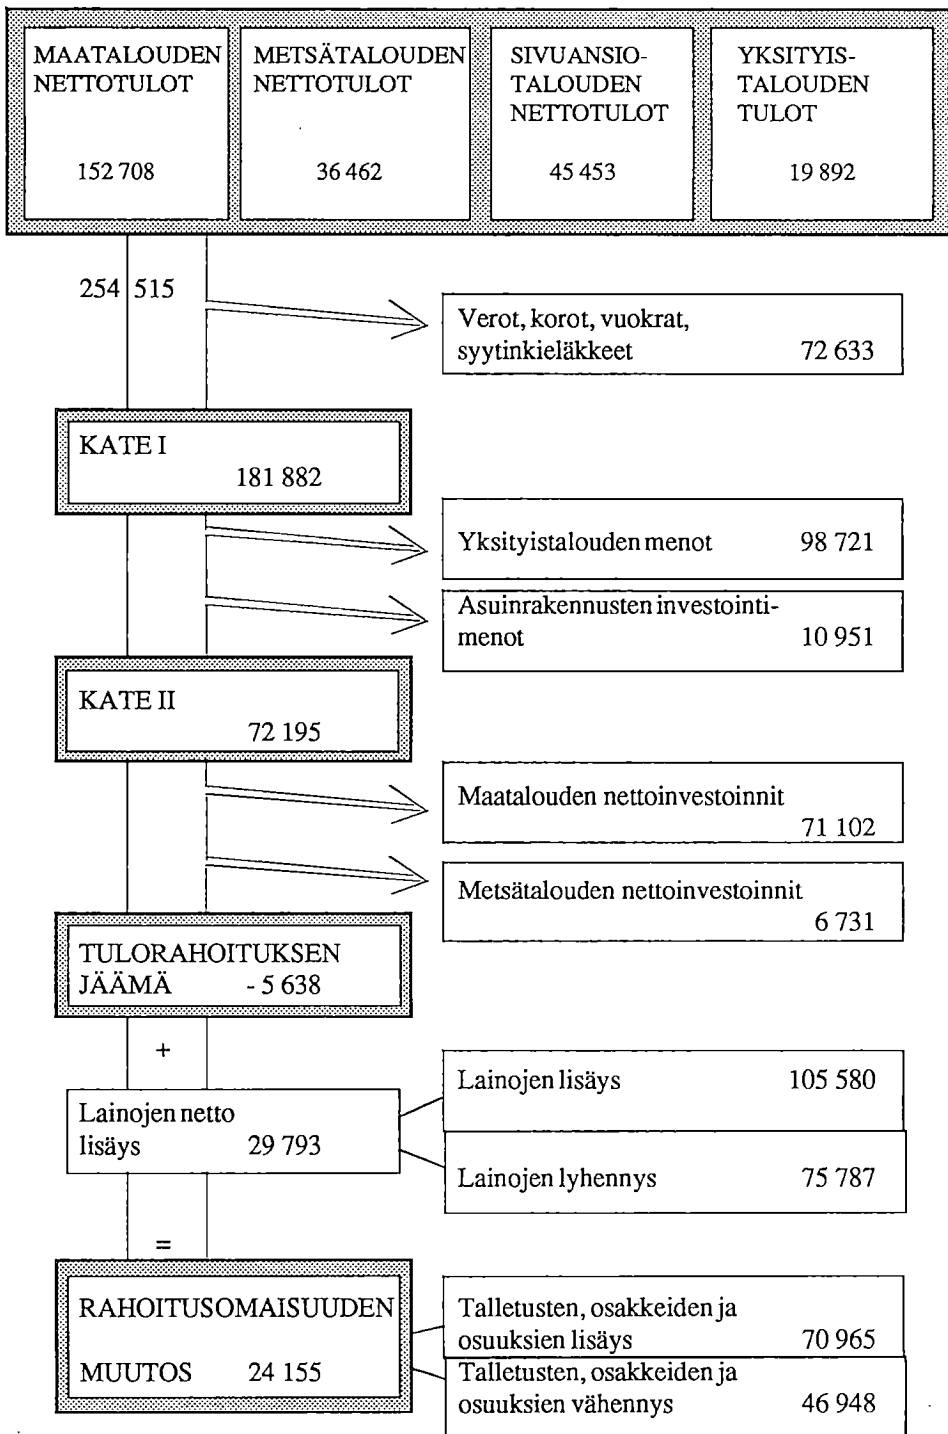 MAATALOUDEN
NETTOTULOT
152 708
METSÄTALOUDEN
NETTOTULOT
36 462
SIVUANSIO-
TALOUDEN
NETTOTULOT
45 453
YKSITYIS-
TALOUDEN
TULOT
19 892
254 515
Verot, korot, vuokrat,
syytinkieläkkeet 72 633
KATE I
181 882
Yksityistalouden menot 98 721
Asuinrakennusten investointi-
menot 10 951
KATE II
72 195
Maatalouden nettoinvestoinnit
71 102
Metsätalouden nettoinvestoinnit
6 731
TULORAHOITUKSEN
JÄÄMÄ - 5 638
+
Lainojen netto
lisäys 29 793
Lainojen lisäys 105 580
Lainojen lyhennys 75 787
=
RAHOITUSOMAISUUDEN
MUUTOS 24 155
Talletusten, osakkeiden ja
osuuksien lisäys 70 965
Talletusten, osakkeiden ja
osuuksien vähennys 46 948